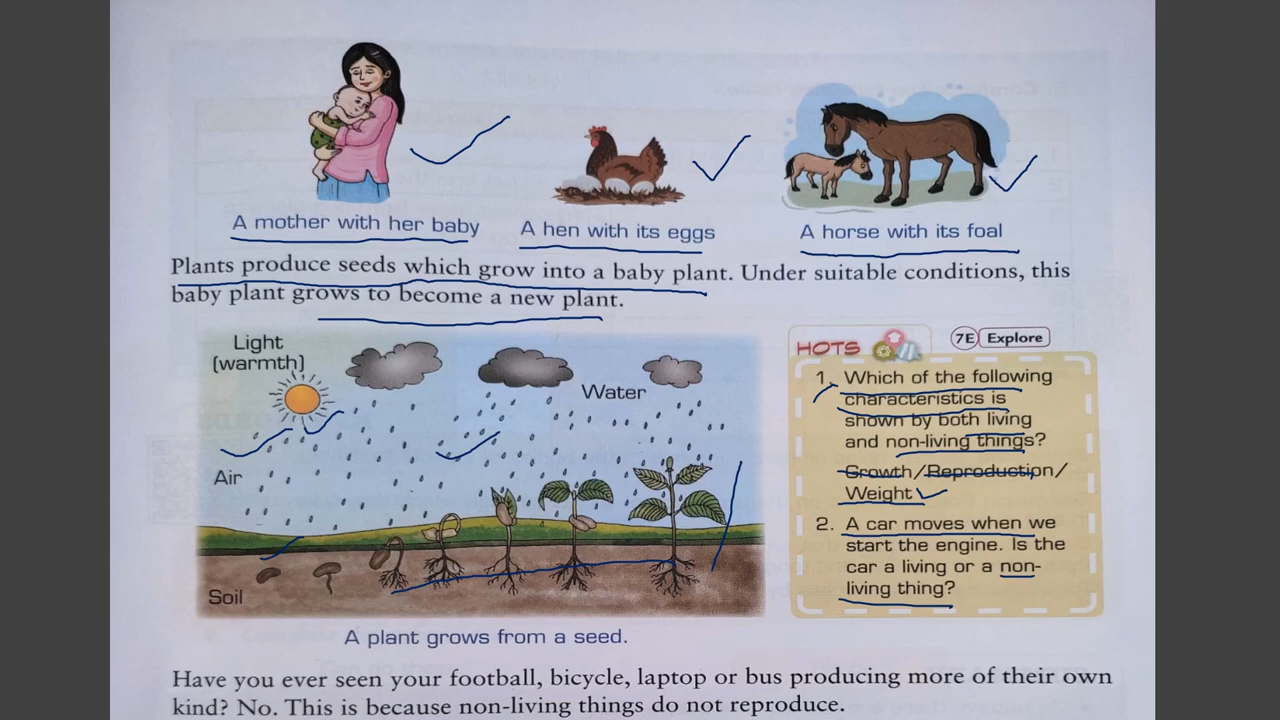 A mother with her baby
A hen with its eggs
A horse with its foal
Plants produce seeds which grow into a baby plant. Under suitable conditions, this
baby plant grows to become a new plant.
Light
(warmth)
Water
Air
Soil
A plant grows from a seed.
HOTS
7E Explore
1. Which of the following
characteristics is
shown by both living
and non-living things?
Growth/Reproduction/
Weight
2. A car moves when we
start the engine. Is the
car a living or a non-
living thing?
Have you ever seen your football, bicycle, laptop or bus producing more of their own
kind? No. This is because non-living things do not reproduce.